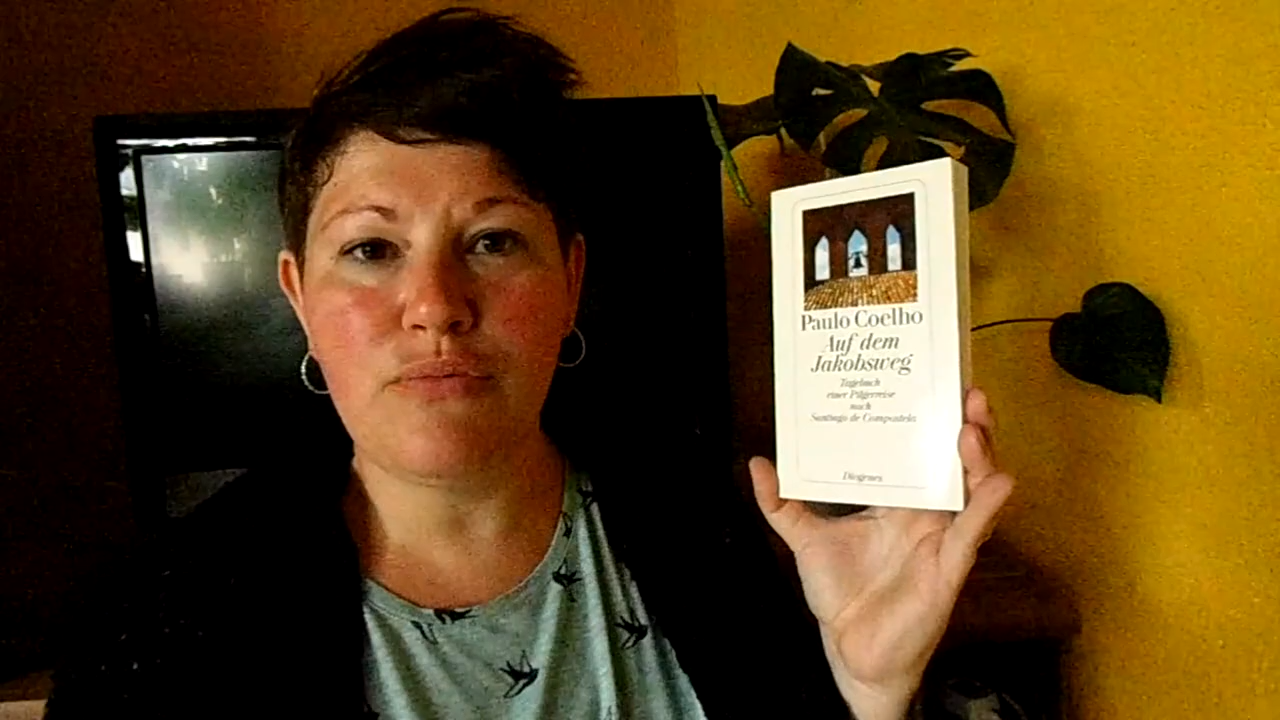 Paulo Coelho
Auf dem
Jakobsweg
Tagebuch
einer Pilgerreise
nach
Santiago de Compostela
Diogenes